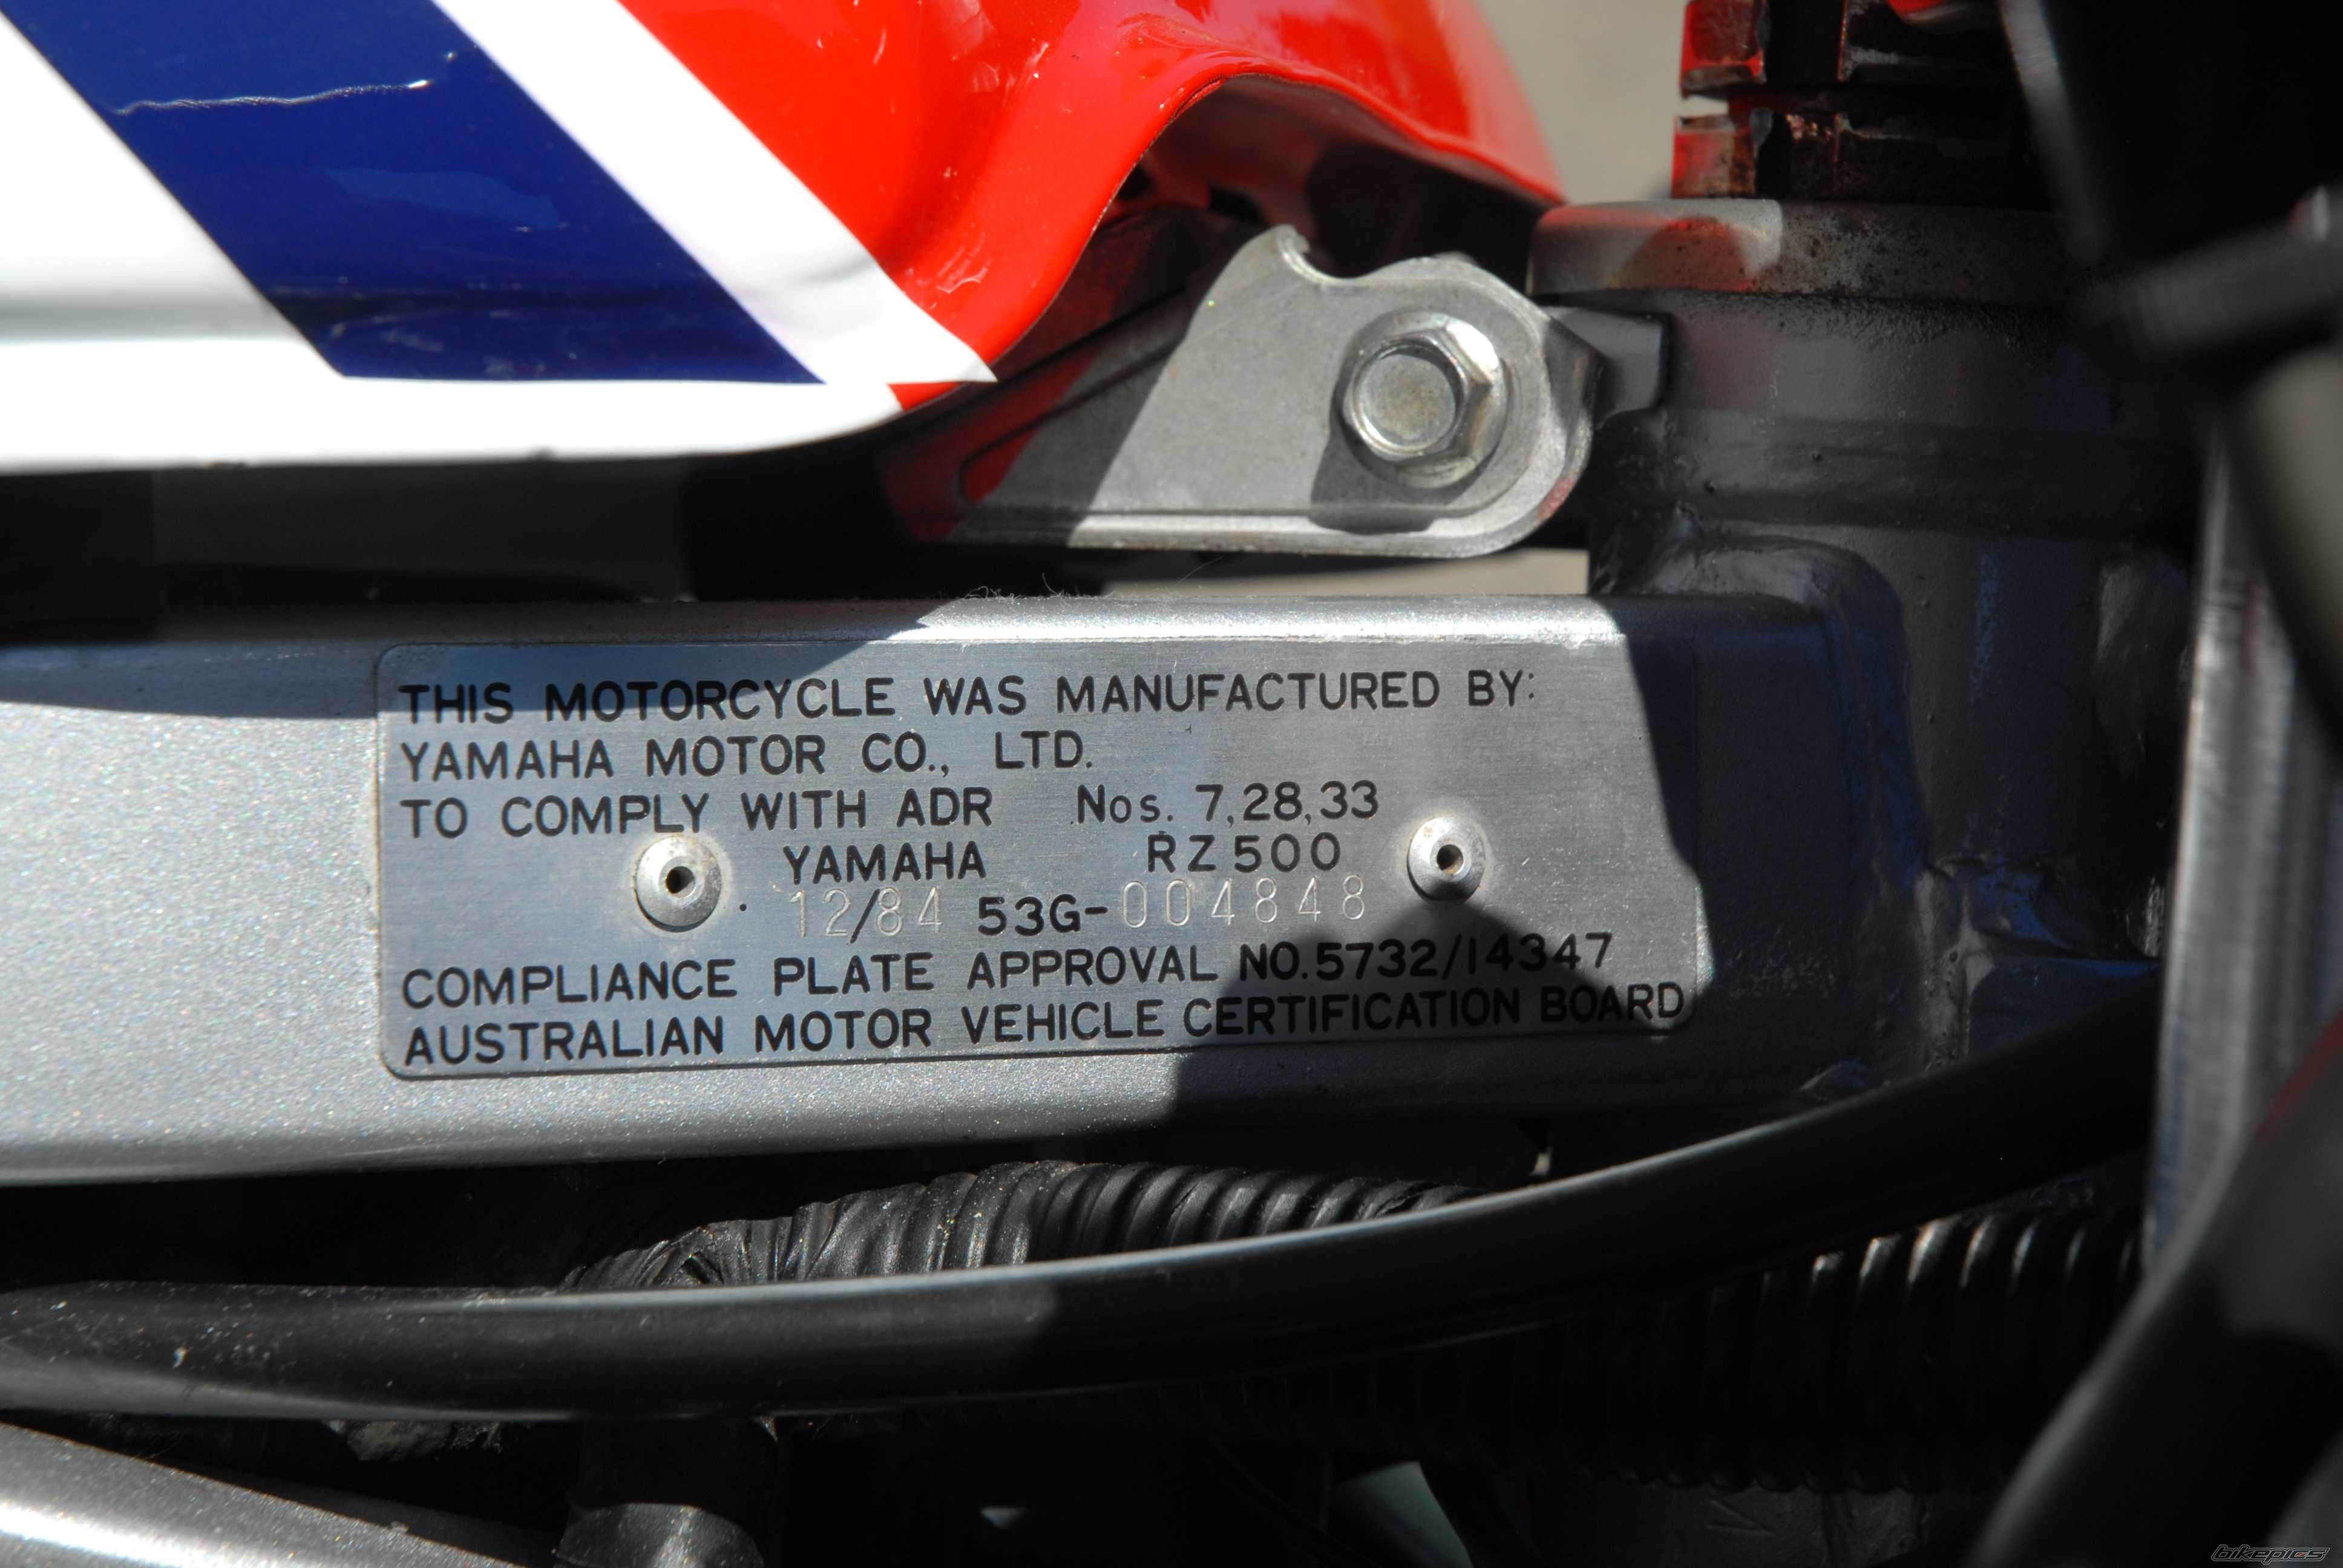 THIS MOTORCYCLE WAS MANUFACTURED BY:
YAMAHA MOTOR CO., LTD.
TO COMPLY WITH ADR Nos. 7,28,33
YAMAHA RZ500
12/84 53G-004848
COMPLIANCE PLATE APPROVAL NO.5732/14347
AUSTRALIAN MOTOR VEHICLE CERTIFICATION BOARD
bikepics